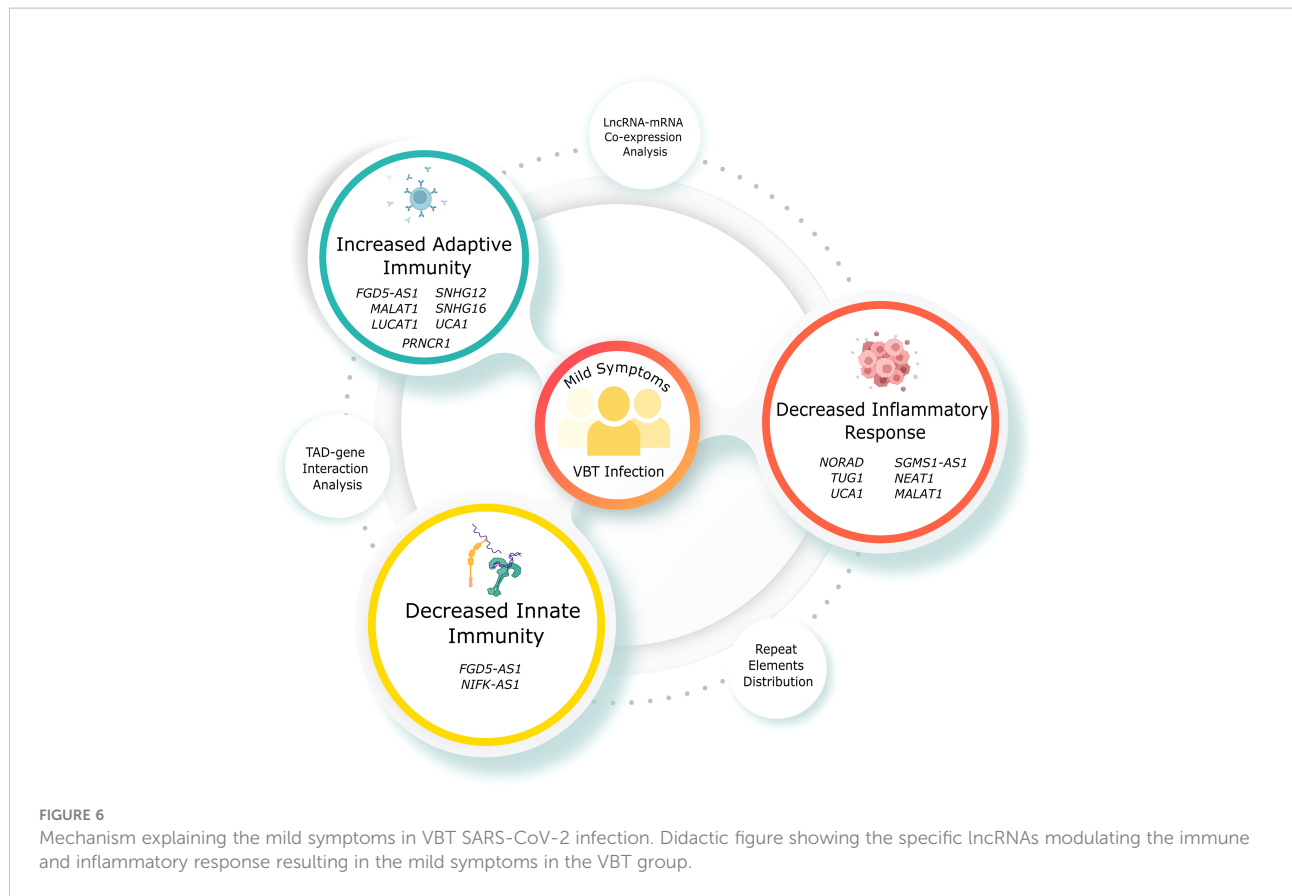 LncRNA-mRNA
Co-expression
Analysis
Increased Adaptive
Immunity
FGD5-AS1 SNHG12
MALAT1 SNHG16
LUCAT1 UCA1
PRNCR1
Mild Symptoms
VBT Infection
Decreased Inflammatory
Response
NORAD SGMS1-AS1
TUG1 NEAT1
UCA1 MALAT1
TAD-gene
Interaction
Analysis
Decreased Innate
Immunity
FGD5-AS1
NIFK-AS1
Repeat
Elements
Distribution
FIGURE 6
Mechanism explaining the mild symptoms in VBT SARS-CoV-2 infection. Didactic figure showing the specific lncRNAs modulating the immune
and inflammatory response resulting in the mild symptoms in the VBT group.